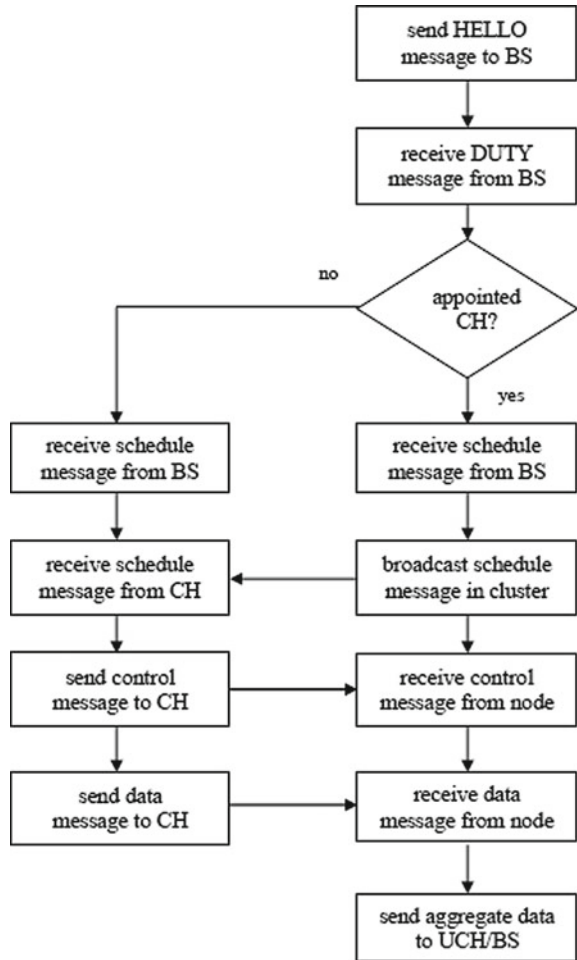 send HELLO
message to BS
receive DUTY
message from BS
no
appointed
CH?
yes
receive schedule
message from BS
receive schedule
message from BS
receive schedule
message from CH
broadcast schedule
message in cluster
send control
message to CH
receive control
message from node
send data
message to CH
receive data
message from node
send aggregate data
to UCH/BS